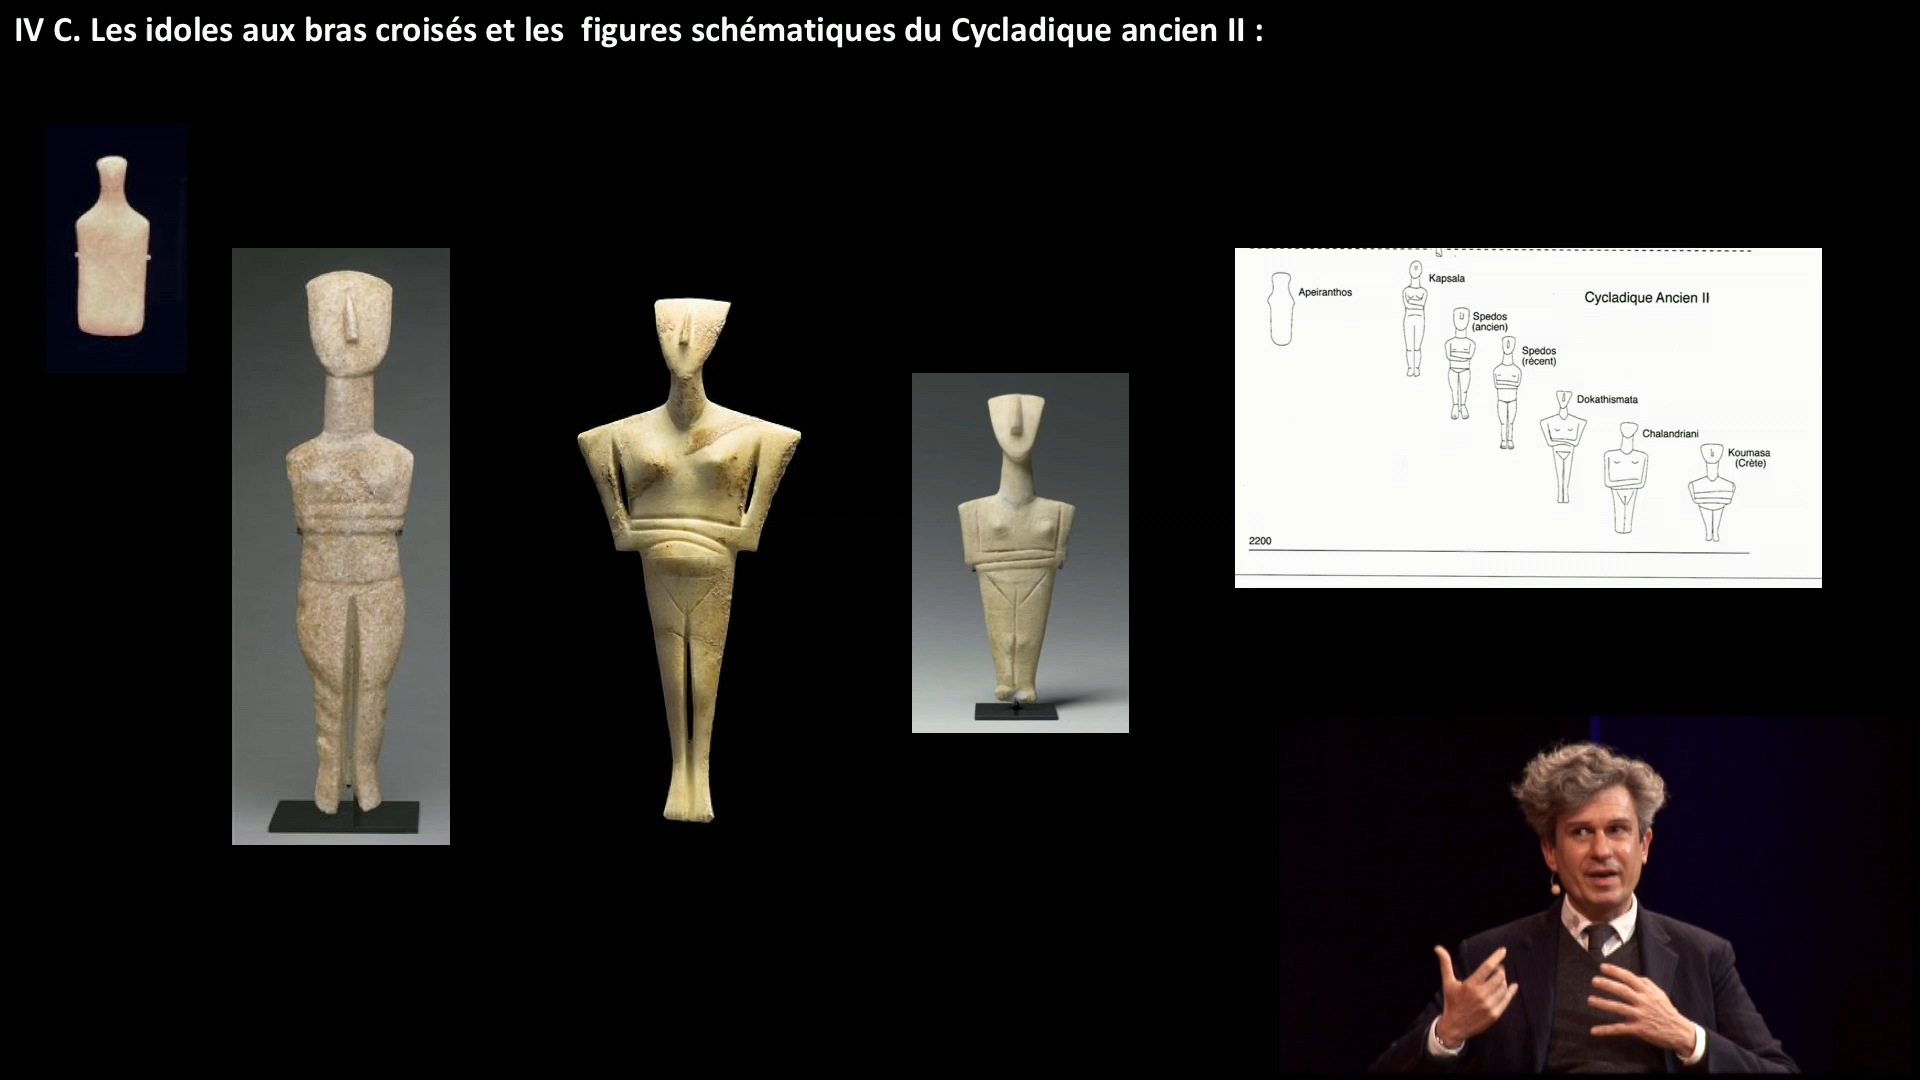 IV C. Les idoles aux bras croisés et les  figures schématiques du Cycladique ancien II :
Apeiranthos
Kapsala
Cycladique Ancien II
Spedos
(ancien)
Spedos
(récent)
Dokathismata
Chalandriani
Koumasa
(Crète)
2200